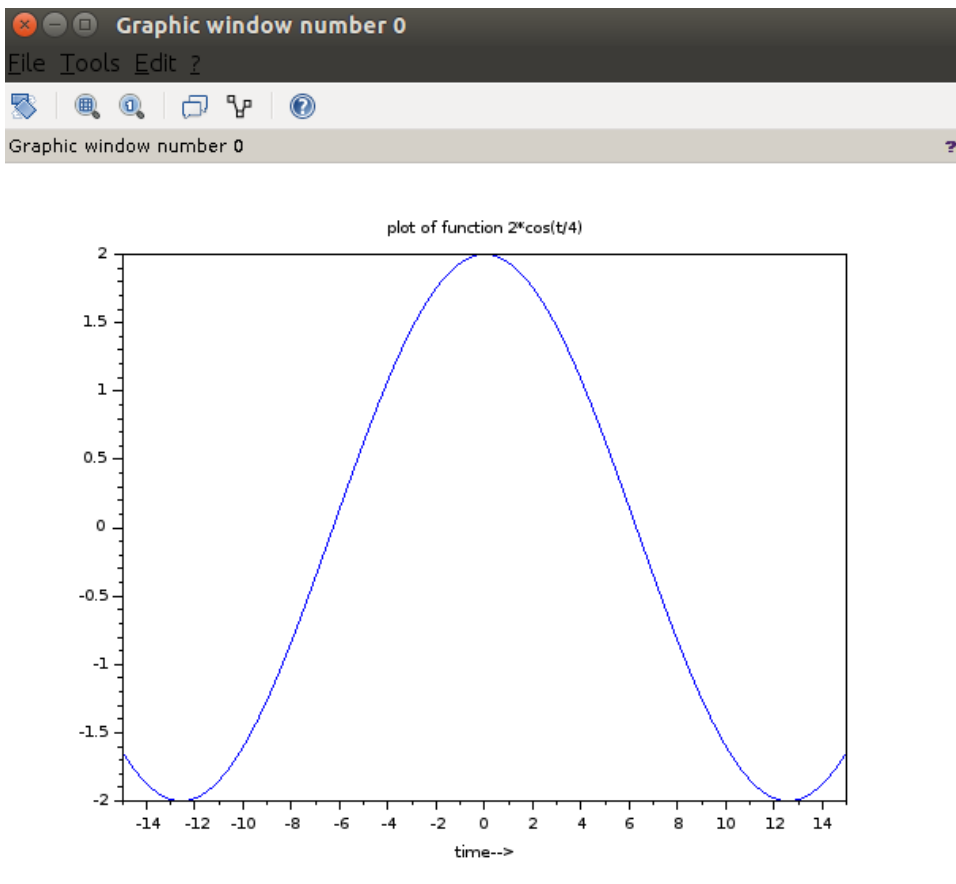 Graphic window number 0
File Tools Edit ?
Graphic window number 0 ?
plot of function 2*cos(t/4)
2
1.5
1
0.5
0
-0.5
-1
-1.5
-2
-14 -12 -10 -8 -6 -4 -2 0 2 4 6 8 10 12 14
time-->